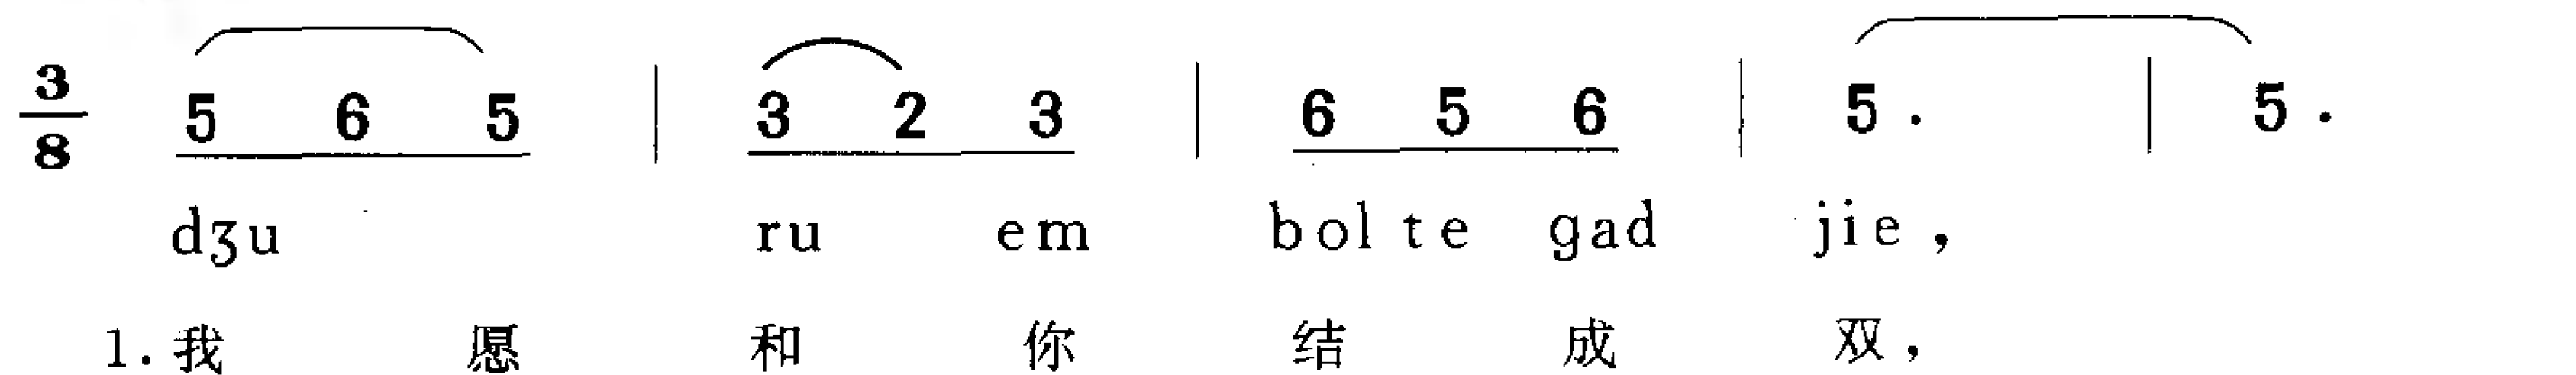 3/8 5 6 5 | 3 2 3 | 6 5 6 | 5. | 5.
dʒu ru em bol te gad jie,
1. 我 愿 和 你 结 成 双,